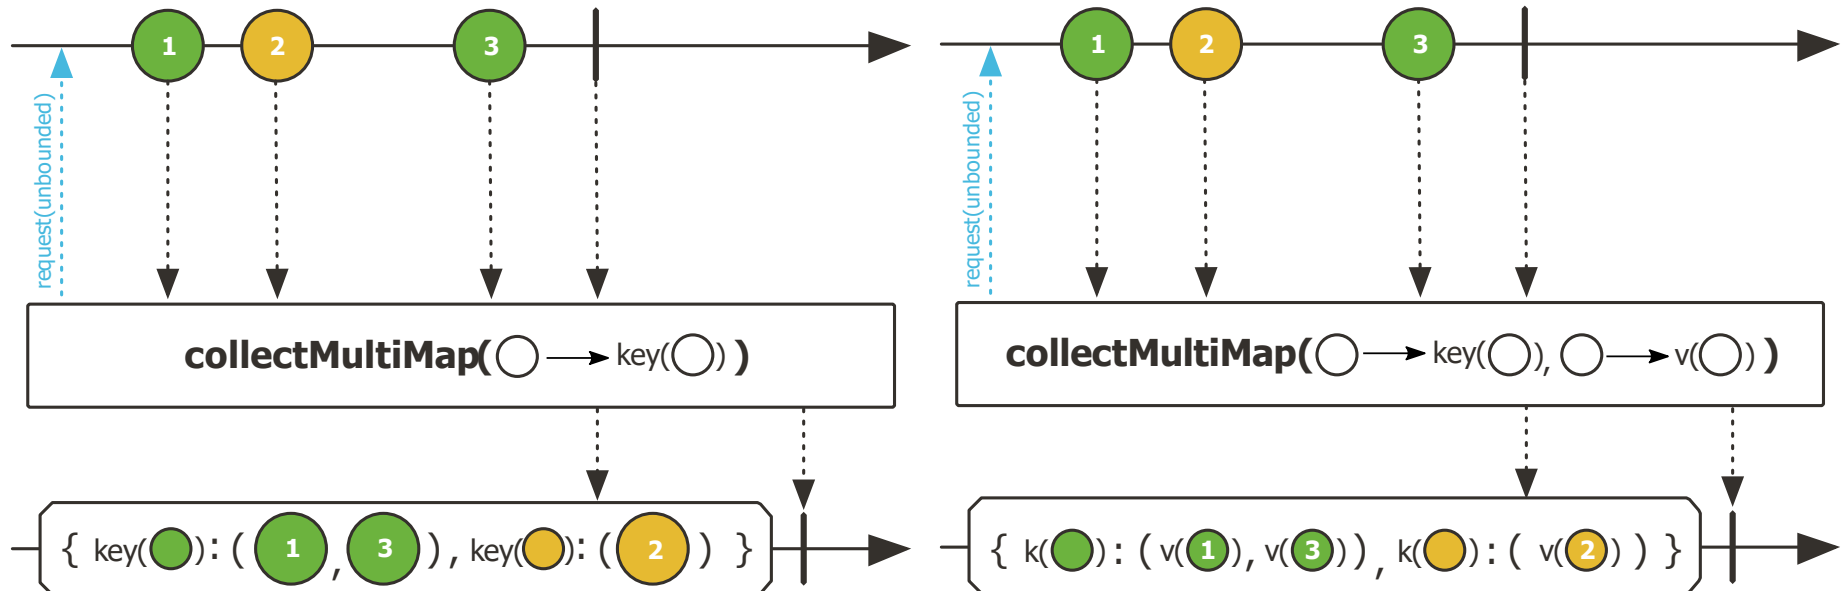 1 2 3
request(unbounded)
collectMultiMap( key( ) )
{ key( ): ( 1 , 3 ) , key( ): ( 2 ) }
1 2 3
request(unbounded)
collectMultiMap( key( ), v( ) )
{ k( ) : ( v( 1 ), v( 3 ) ) , k( ) : ( v( 2 ) ) }